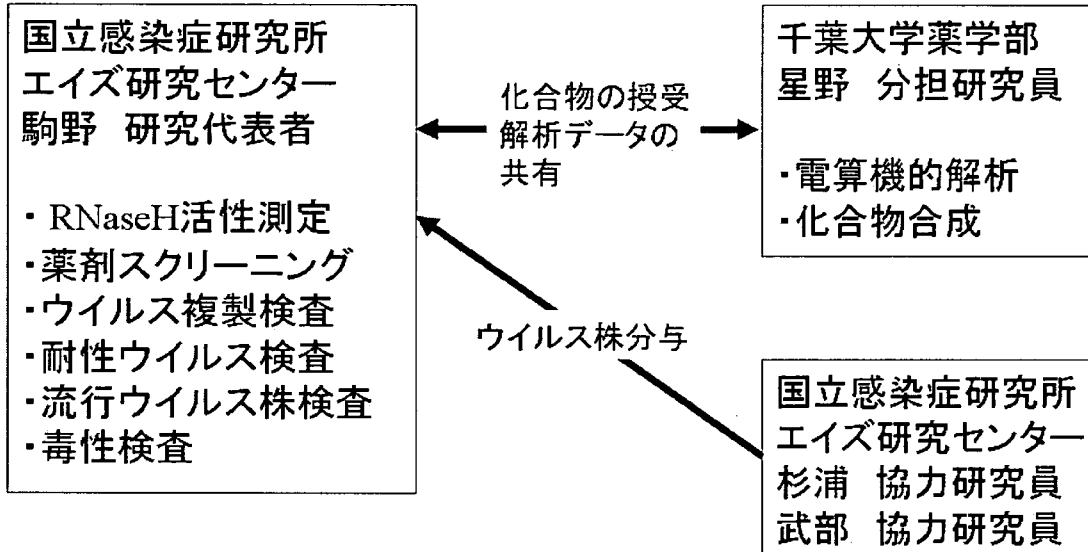 国立感染症研究所
エイズ研究センター
駒野 研究代表者
・RNaseH活性測定
・薬剤スクリーニング
・ウイルス複製検査
・耐性ウイルス検査
・流行ウイルス株検査
・毒性検査
化合物の授受
解析データの
共有
千葉大学薬学部
星野 分担研究員
・電算機的解析
・化合物合成
ウイルス株分与
国立感染症研究所
エイズ研究センター
杉浦 協力研究員
武部 協力研究員